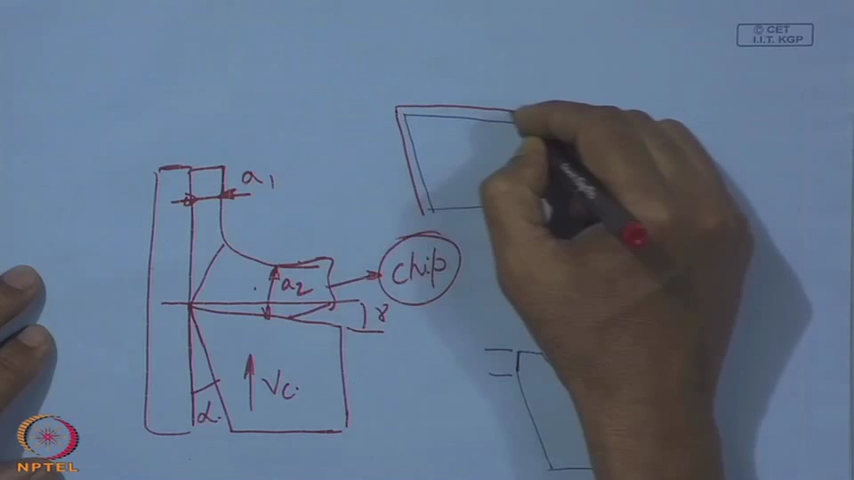 © CET
I.I.T. KGP
a1
chip
a2
γ
Vc
α
NPTEL